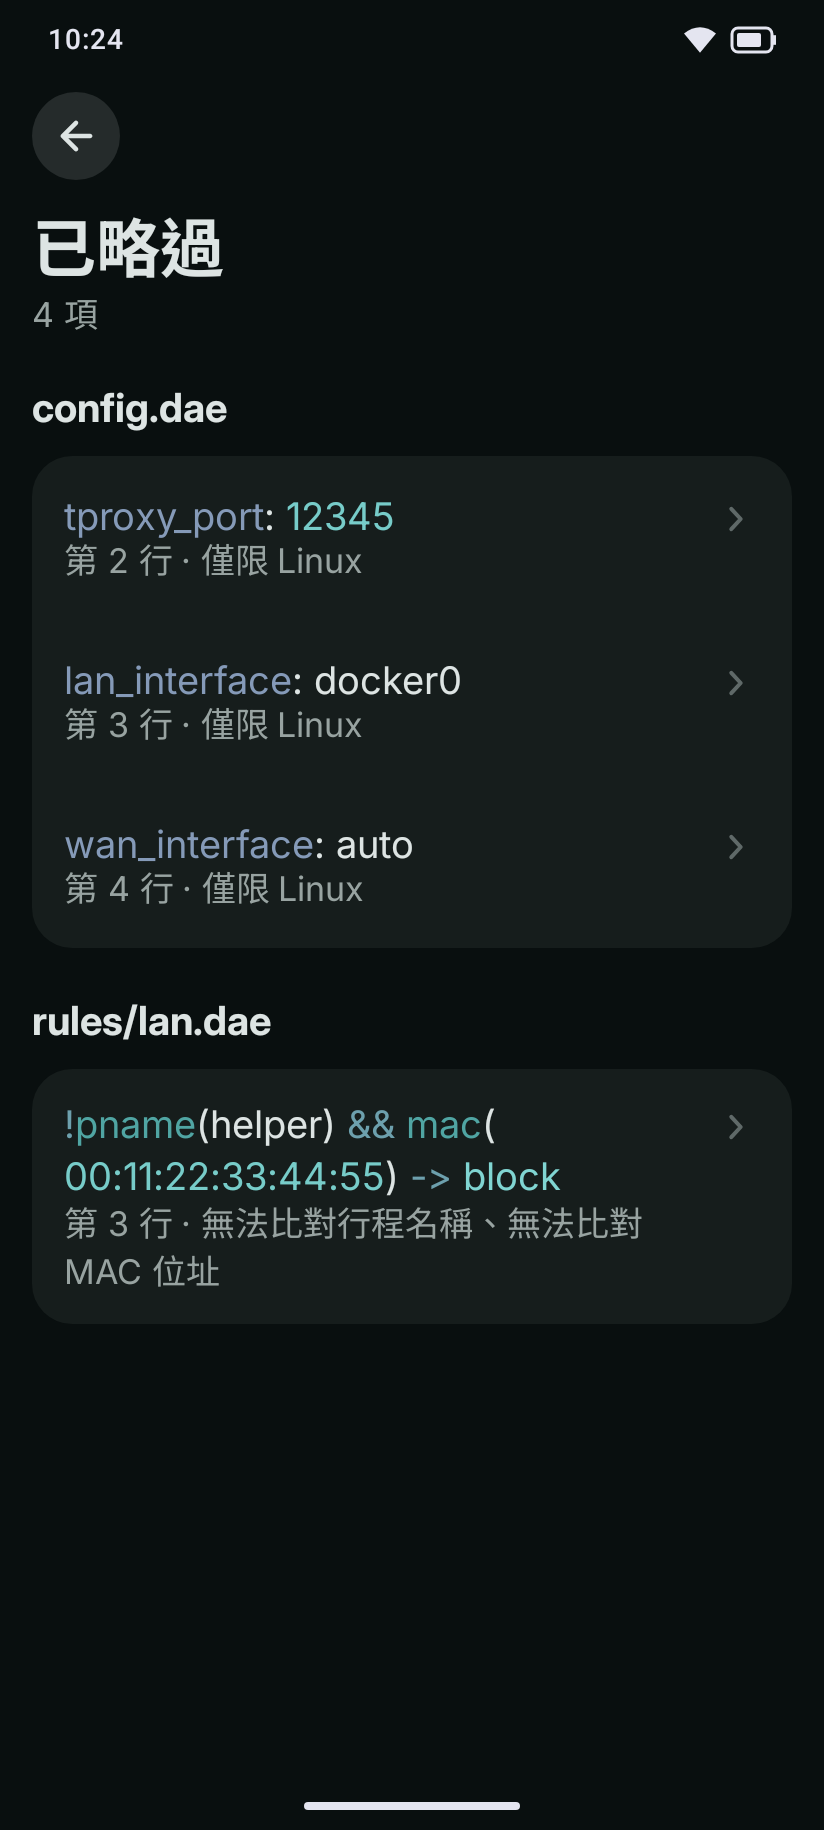 10:24
已略過
4 項
config.dae
tproxy_port: 12345
第 2 行 · 僅限 Linux
lan_interface: docker0
第 3 行 · 僅限 Linux
wan_interface: auto
第 4 行 · 僅限 Linux
rules/lan.dae
!pname(helper) && mac(
00:11:22:33:44:55) -> block
第 3 行 · 無法比對行程名稱、無法比對
MAC 位址